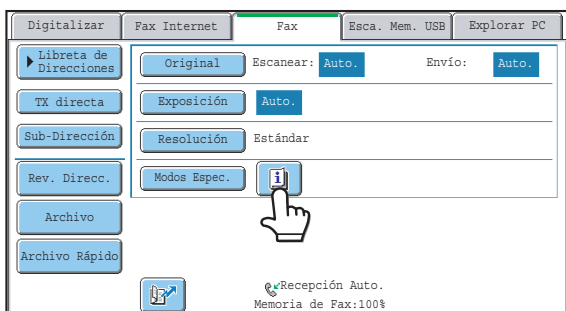 Digitalizar Fax Internet Fax Esca. Mem. USB Explorar PC
Libreta de
Direcciones
Original Escanear: Auto. Envío: Auto.
TX directa Exposición Auto.
Sub-Dirección Resolución Estándar
Rev. Direcc. Modos Espec.
Archivo
Archivo Rápido
Recepción Auto.
Memoria de Fax:100%